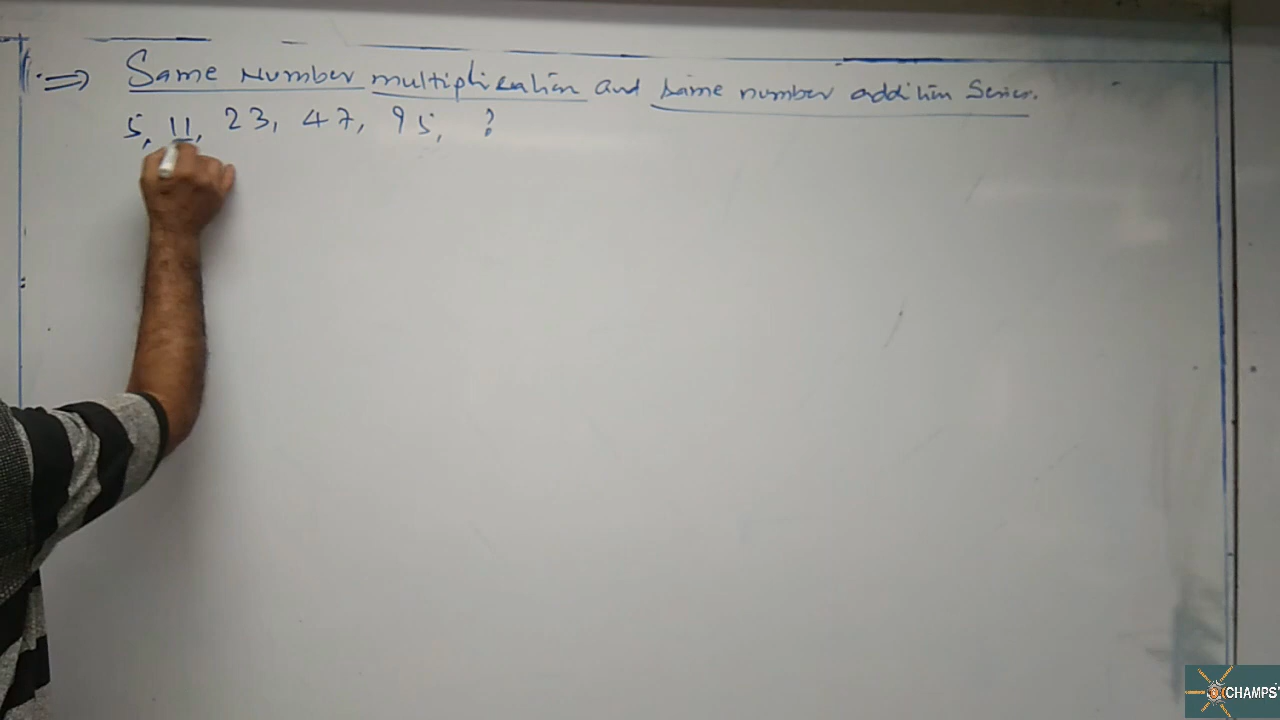 ⇒ Same Number multiplication and Same number addition Series.
5, 11, 23, 47, 95, ?
CHAMPS